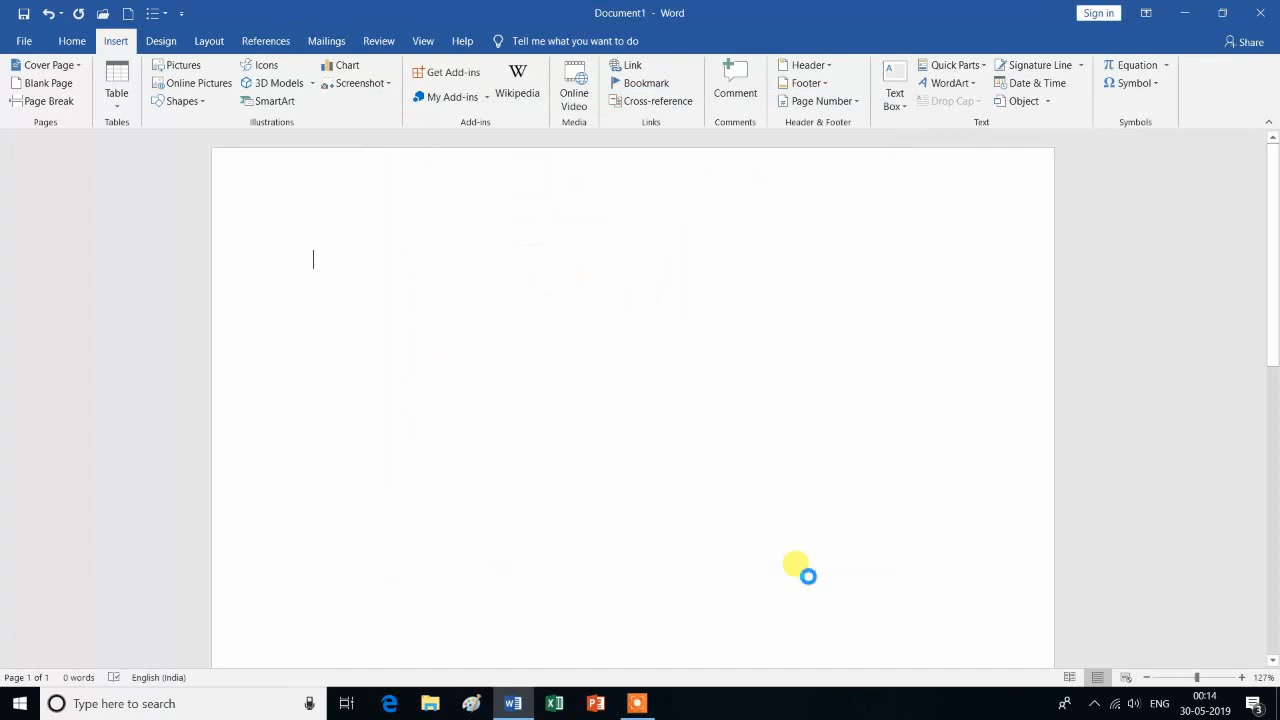 Document1 - Word
Sign in
File Home Insert Design Layout References Mailings Review View Help Tell me what you want to do Share
Cover Page
Blank Page
Page Break
Pages
Table
Tables
Pictures
Online Pictures
Shapes
Icons
3D Models
SmartArt
Chart
Screenshot
Illustrations
Get Add-ins
My Add-ins
Wikipedia
Add-ins
Online
Video
Media
Link
Bookmark
Cross-reference
Links
Comment
Comments
Header
Footer
Page Number
Header & Footer
Text
Box
Quick Parts
WordArt
Drop Cap
Signature Line
Date & Time
Object
Text
Equation
Symbol
Symbols
Page 1 of 1 0 words English (India) 127%
Type here to search
ENG
00:14
30-05-2019
3